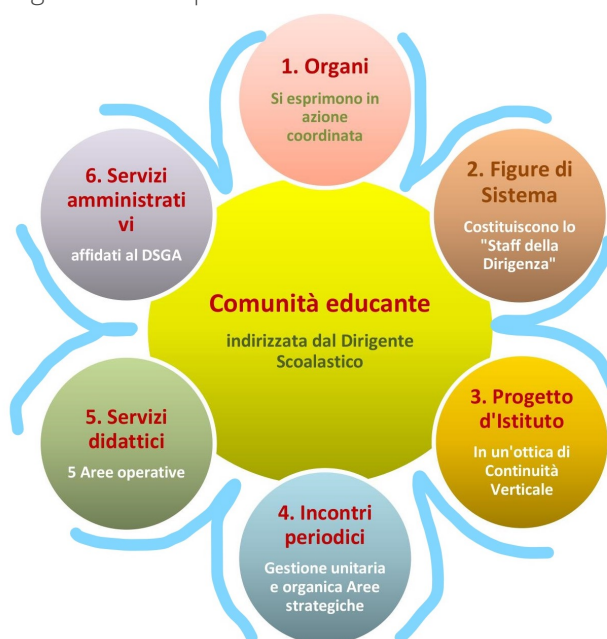 1. Organi
Si esprimono in
azione
coordinata
2. Figure di
Sistema
Costituiscono lo
"Staff della
Dirigenza"
3. Progetto
d'Istituto
In un'ottica di
Continuità
Verticale
4. Incontri
periodici
Gestione unitaria
e organica Aree
strategiche
5. Servizi
didattici
5 Aree operative
6. Servizi
amministrati
vi
affidati al DSGA
Comunità educante
indirizzata dal Dirigente
Scoalastico